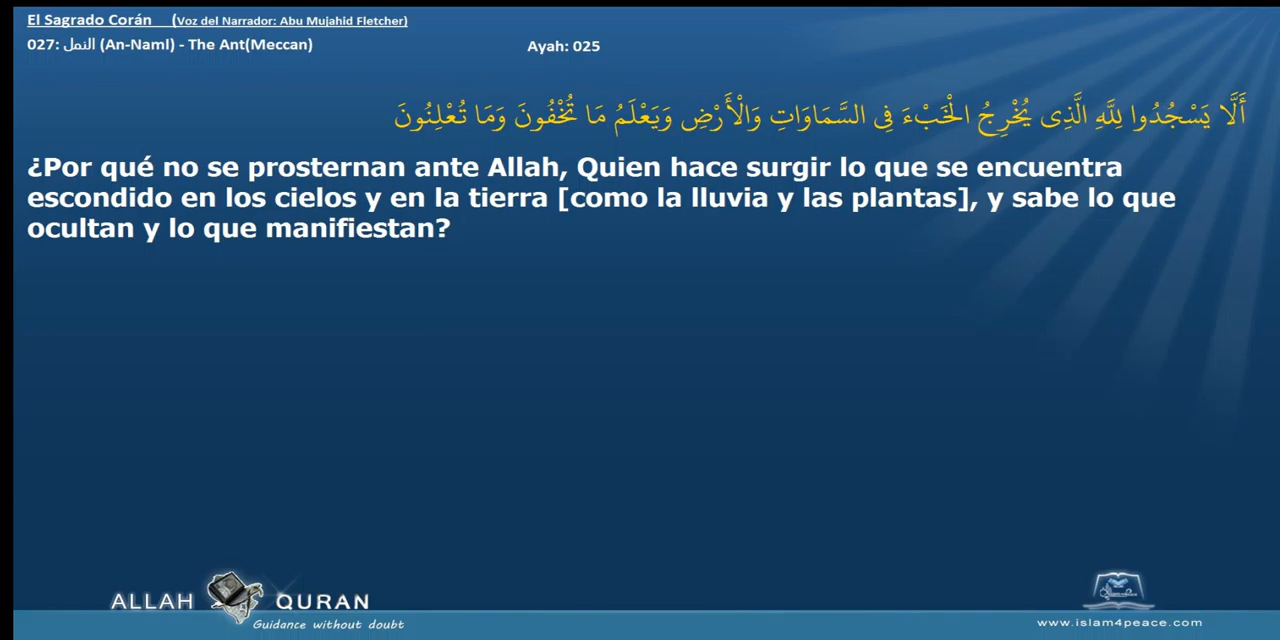 El Sagrado Corán (Voz del Narrador: Abu Mujahid Fletcher)
027: النمل (An-Naml) - The Ant(Meccan) Ayah: 025
أَلَّا يَسْجُدُوا لِلَّهِ الَّذِى يُخْرِجُ الْخَبْءَ فِى السَّمَاوَاتِ وَالْأَرْضِ وَيَعْلَمُ مَا تُخْفُونَ وَمَا تُعْلِنُونَ
¿Por qué no se prosternan ante Allah, Quien hace surgir lo que se encuentra
escondido en los cielos y en la tierra [como la lluvia y las plantas], y sabe lo que
ocultan y lo que manifiestan?
ALLAH QURAN
Guidance without doubt
www.islam4peace.com